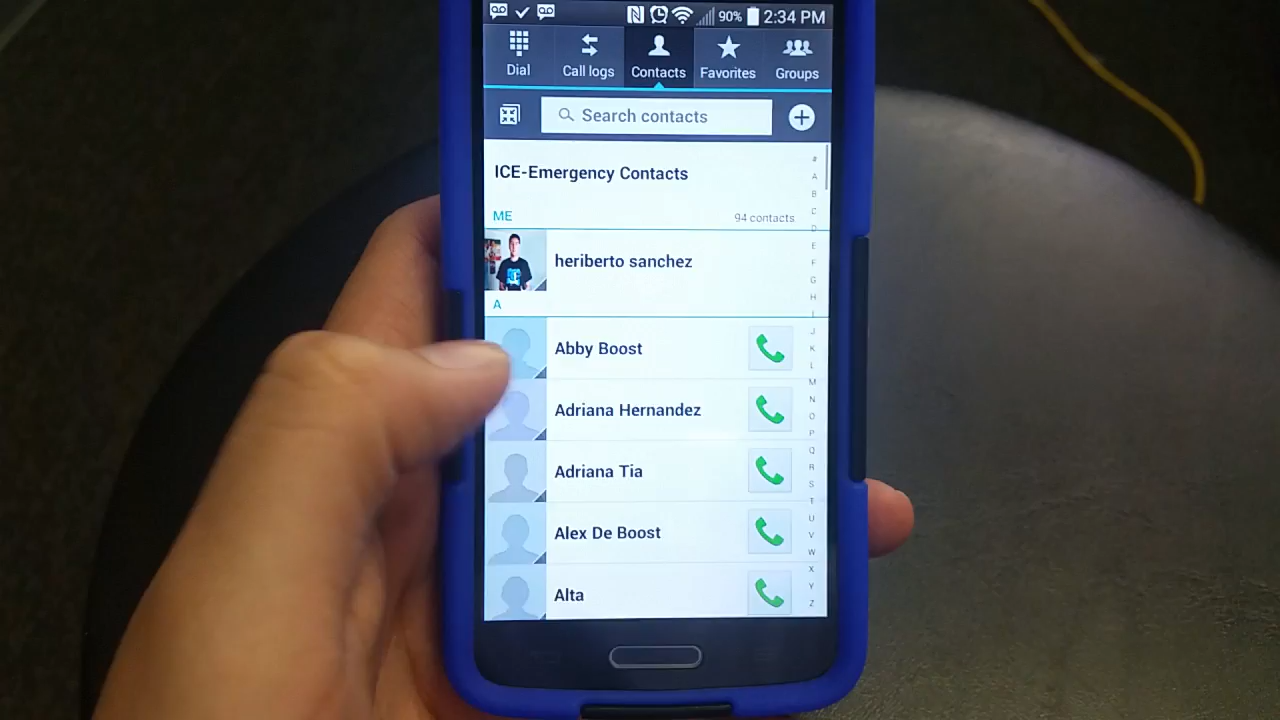 90% 2:34 PM
Dial Call logs Contacts Favorites Groups
Search contacts
ICE-Emergency Contacts
ME 94 contacts
heriberto sanchez
A
Abby Boost
Adriana Hernandez
Adriana Tia
Alex De Boost
Alta
#
A
B
C
D
E
F
G
H
I
J
K
L
M
N
O
P
Q
R
S
T
U
V
W
X
Y
Z